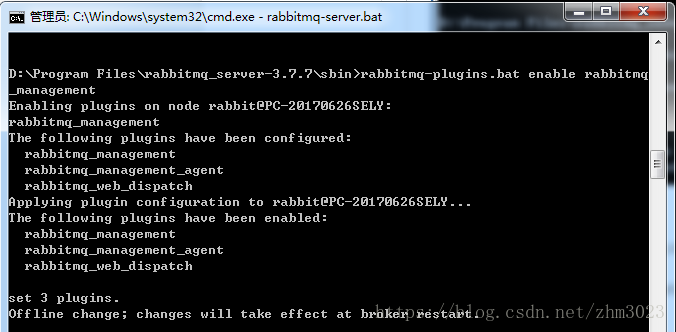 管理员: C:\Windows\system32\cmd.exe - rabbitmq-server.bat
D:\Program Files\rabbitmq_server-3.7.7\sbin>rabbitmq-plugins.bat enable rabbitmq
_management
Enabling plugins on node rabbit@PC-20170626SELY:
rabbitmq_management
The following plugins have been configured:
  rabbitmq_management
  rabbitmq_management_agent
  rabbitmq_web_dispatch
Applying plugin configuration to rabbit@PC-20170626SELY...
The following plugins have been enabled:
  rabbitmq_management
  rabbitmq_management_agent
  rabbitmq_web_dispatch
set 3 plugins.
Offline change; changes will take effect at broker restart.
https://blog.csdn.net/zhm3023